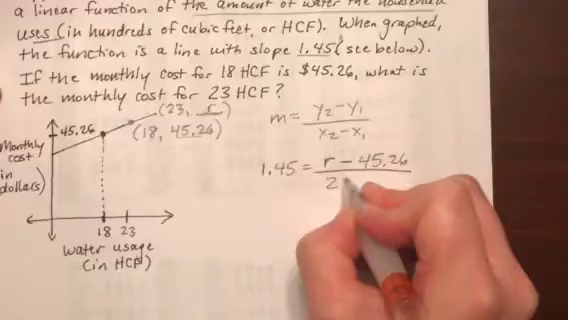 a linear function of the amount of water the household
uses (in hundreds of cubic feet, or HCF). When graphed,
the function is a line with slope 1.45 (see below).
If the monthly cost for 18 HCF is $45.26, what is
the monthly cost for 23 HCF?
(23, r)
45.26
(18, 45.26)
Monthly
cost
in
dollars)
18 23
water usage
(in HCF)
m = y2-y1
x2-x1
1.45 = r - 45.26
2